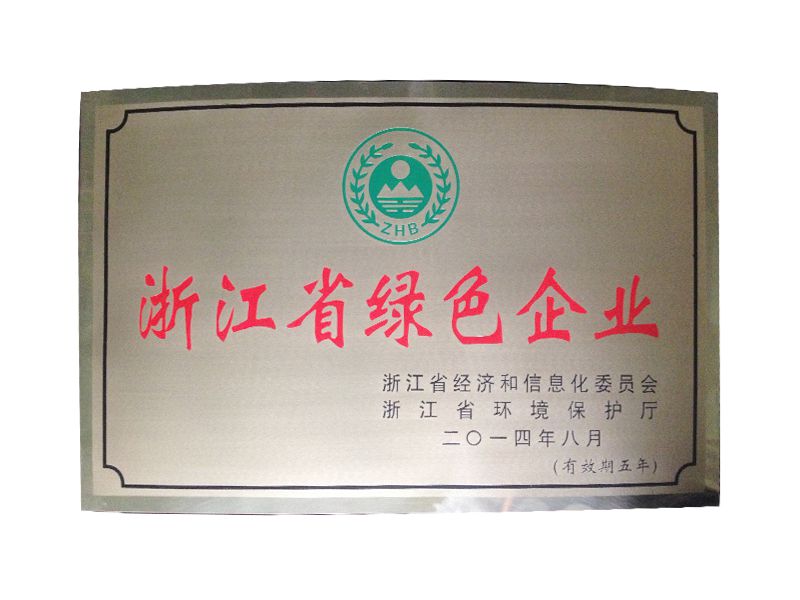 ZHB
浙江省绿色企业
浙江省经济和信息化委员会
浙江省环境保护厅
二〇一四年八月
(有效期五年)